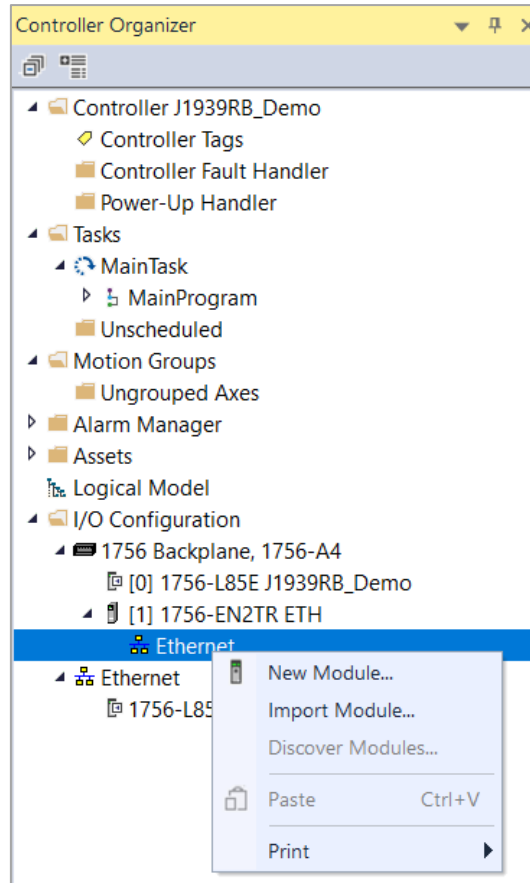 Controller Organizer
Controller J1939RB_Demo
Controller Tags
Controller Fault Handler
Power-Up Handler
Tasks
MainTask
MainProgram
Unscheduled
Motion Groups
Ungrouped Axes
Alarm Manager
Assets
Logical Model
I/O Configuration
1756 Backplane, 1756-A4
[0] 1756-L85E J1939RB_Demo
[1] 1756-EN2TR ETH
Ethernet
Ethernet
1756-L85
New Module...
Import Module...
Discover Modules...
Paste Ctrl+V
Print